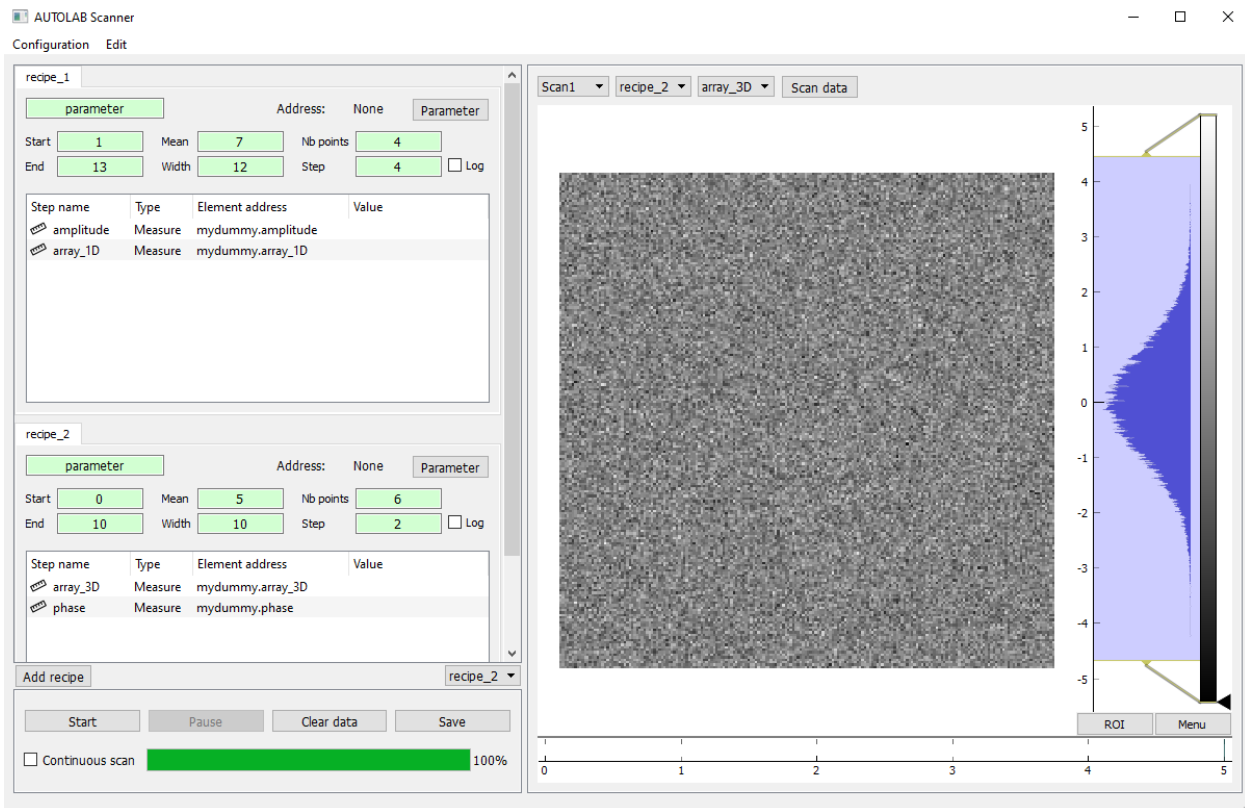 AUTOLAB Scanner
Configuration Edit
recipe_1
parameter Address: None Parameter
Start 1 Mean 7 Nb points 4
End 13 Width 12 Step 4 Log
Step name Type Element address Value
amplitude Measure mydummy.amplitude
array_1D Measure mydummy.array_1D
recipe_2
parameter Address: None Parameter
Start 0 Mean 5 Nb points 6
End 10 Width 10 Step 2 Log
Step name Type Element address Value
array_3D Measure mydummy.array_3D
phase Measure mydummy.phase
Add recipe recipe_2
Start Pause Clear data Save
Continuous scan 100%
Scan1 recipe_2 array_3D Scan data
5
4
3
2
1
0
-1
-2
-3
-4
-5
ROI Menu
0 1 2 3 4 5